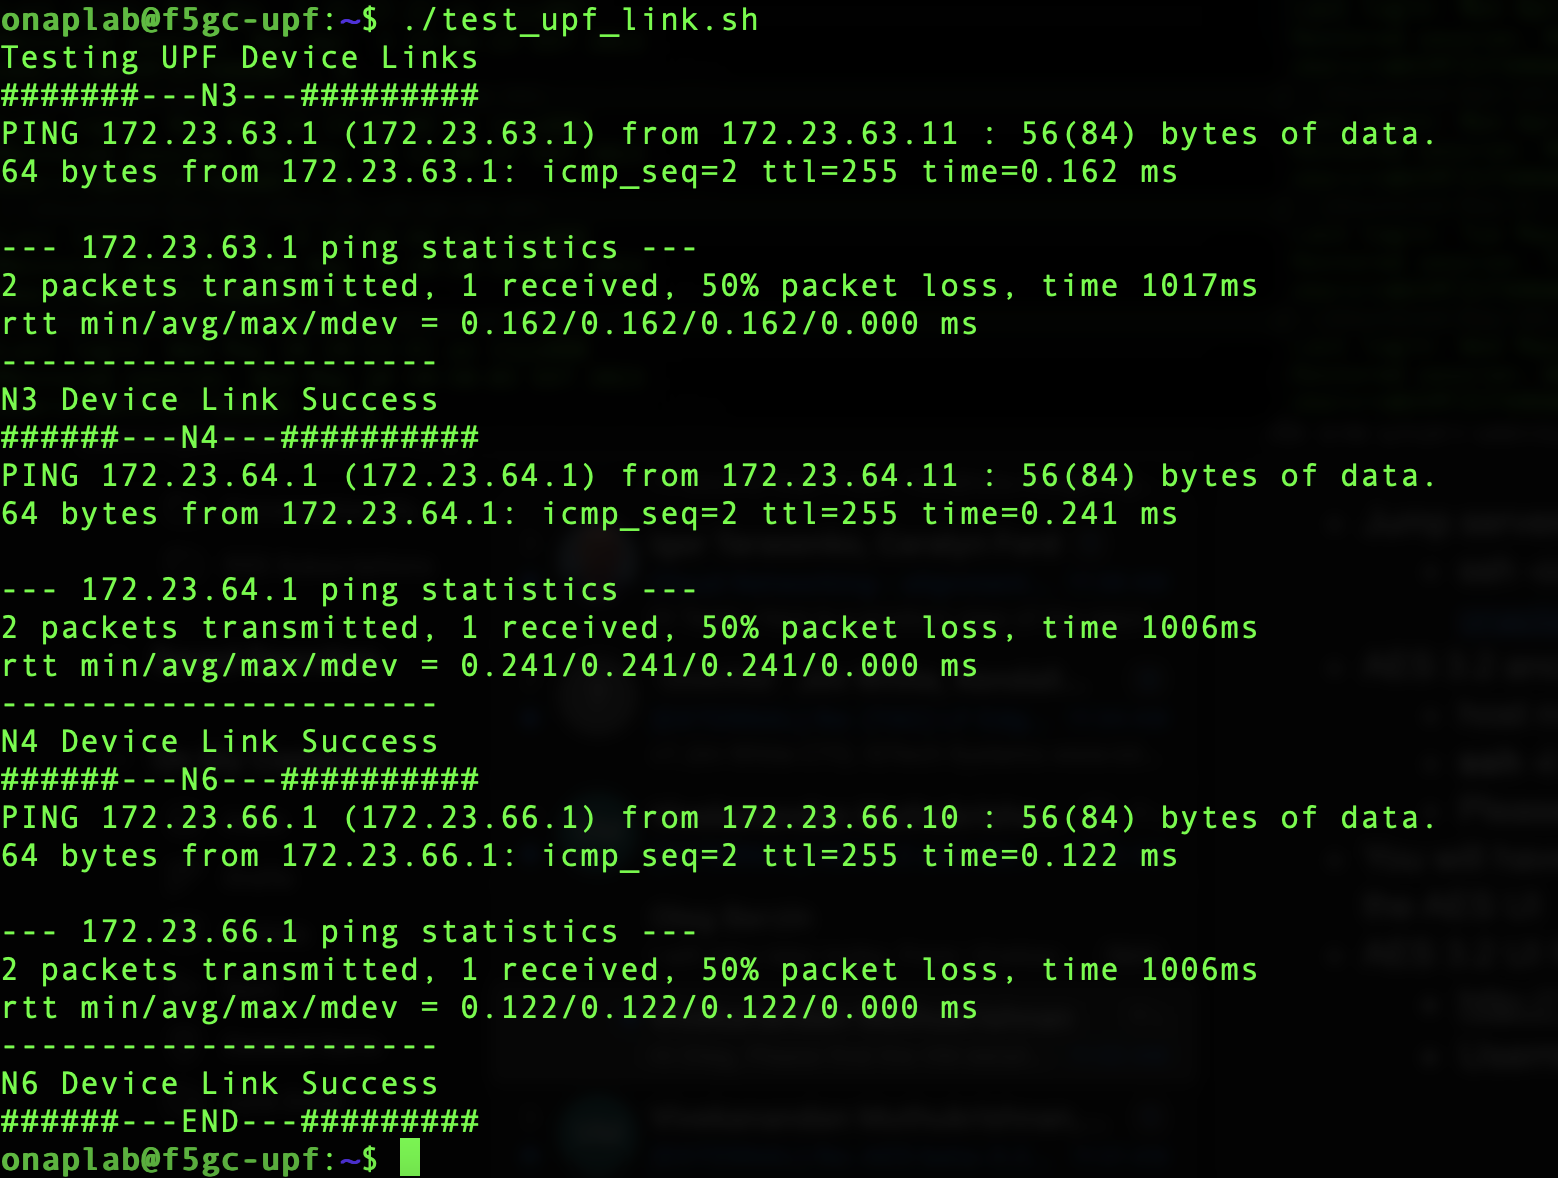 onaplab@f5gc-upf:~$ ./test_upf_link.sh
Testing UPF Device Links
#######---N3---#########
PING 172.23.63.1 (172.23.63.1) from 172.23.63.11 : 56(84) bytes of data.
64 bytes from 172.23.63.1: icmp_seq=2 ttl=255 time=0.162 ms
--- 172.23.63.1 ping statistics ---
2 packets transmitted, 1 received, 50% packet loss, time 1017ms
rtt min/avg/max/mdev = 0.162/0.162/0.162/0.000 ms
----------------------
N3 Device Link Success
######---N4---##########
PING 172.23.64.1 (172.23.64.1) from 172.23.64.11 : 56(84) bytes of data.
64 bytes from 172.23.64.1: icmp_seq=2 ttl=255 time=0.241 ms
--- 172.23.64.1 ping statistics ---
2 packets transmitted, 1 received, 50% packet loss, time 1006ms
rtt min/avg/max/mdev = 0.241/0.241/0.241/0.000 ms
----------------------
N4 Device Link Success
######---N6---##########
PING 172.23.66.1 (172.23.66.1) from 172.23.66.10 : 56(84) bytes of data.
64 bytes from 172.23.66.1: icmp_seq=2 ttl=255 time=0.122 ms
--- 172.23.66.1 ping statistics ---
2 packets transmitted, 1 received, 50% packet loss, time 1006ms
rtt min/avg/max/mdev = 0.122/0.122/0.122/0.000 ms
----------------------
N6 Device Link Success
######---END---#########
onaplab@f5gc-upf:~$